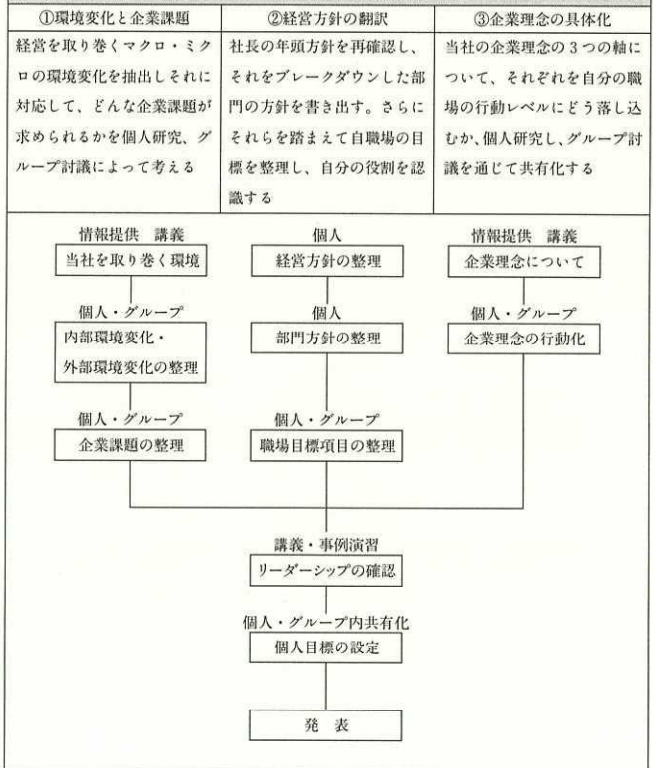 ①環境変化と企業課題
経営を取り巻くマクロ・ミク
ロの環境変化を抽出しそれに
対応して、どんな企業課題が
求められるかを個人研究、グ
ループ討議によって考える
②経営方針の翻訳
社長の年頭方針を再確認し、
それをブレークダウンした部
門の方針を書き出す。さらに
それらを踏まえて自職場の目
標を整理し、自分の役割を認
識する
③企業理念の具体化
当社の企業理念の3つの軸に
ついて、それぞれを自分の職
場の行動レベルにどう落し込
むか、個人研究し、グループ討
議を通じて共有化する
情報提供 講義
当社を取り巻く環境
個人・グループ
内部環境変化・
外部環境変化の整理
個人・グループ
企業課題の整理
個人
経営方針の整理
個人
部門方針の整理
個人・グループ
職場目標項目の整理
情報提供 講義
企業理念について
個人・グループ
企業理念の行動化
講義・事例演習
リーダーシップの確認
個人・グループ内共有化
個人目標の設定
発 表